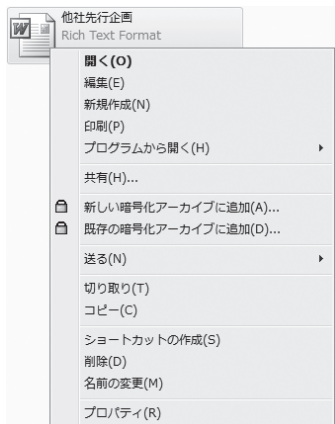 他社先行企画
Rich Text Format
開く(O)
編集(E)
新規作成(N)
印刷(P)
プログラムから開く(H)
共有(H)...
新しい暗号化アーカイブに追加(A)...
既存の暗号化アーカイブに追加(D)...
送る(N)
切り取り(T)
コピー(C)
ショートカットの作成(S)
削除(D)
名前の変更(M)
プロパティ(R)